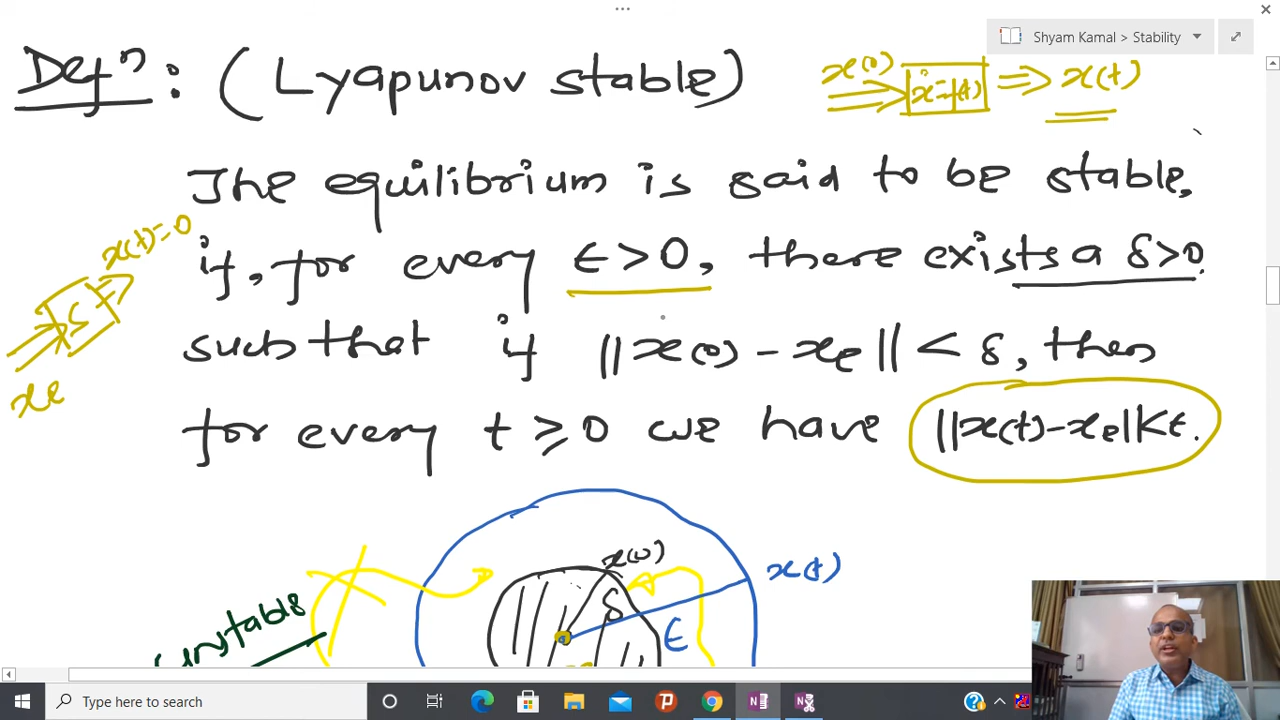 Shyam Kamal > Stability
Defⁿ : (Lyapunov stable)
x(0) ẋ=f(x) ⇒ x(t)
The equilibrium is said to be stable,
if, for every ε>0, there exists a δ>0.
such that if ||x(0) - xₑ|| < δ, then
for every t ≥ 0 we have ||x(t)-xₑ||<ε.
x(t)=0
S
xe
x(0)
x(t)
δ
ε
unstable
Type here to search